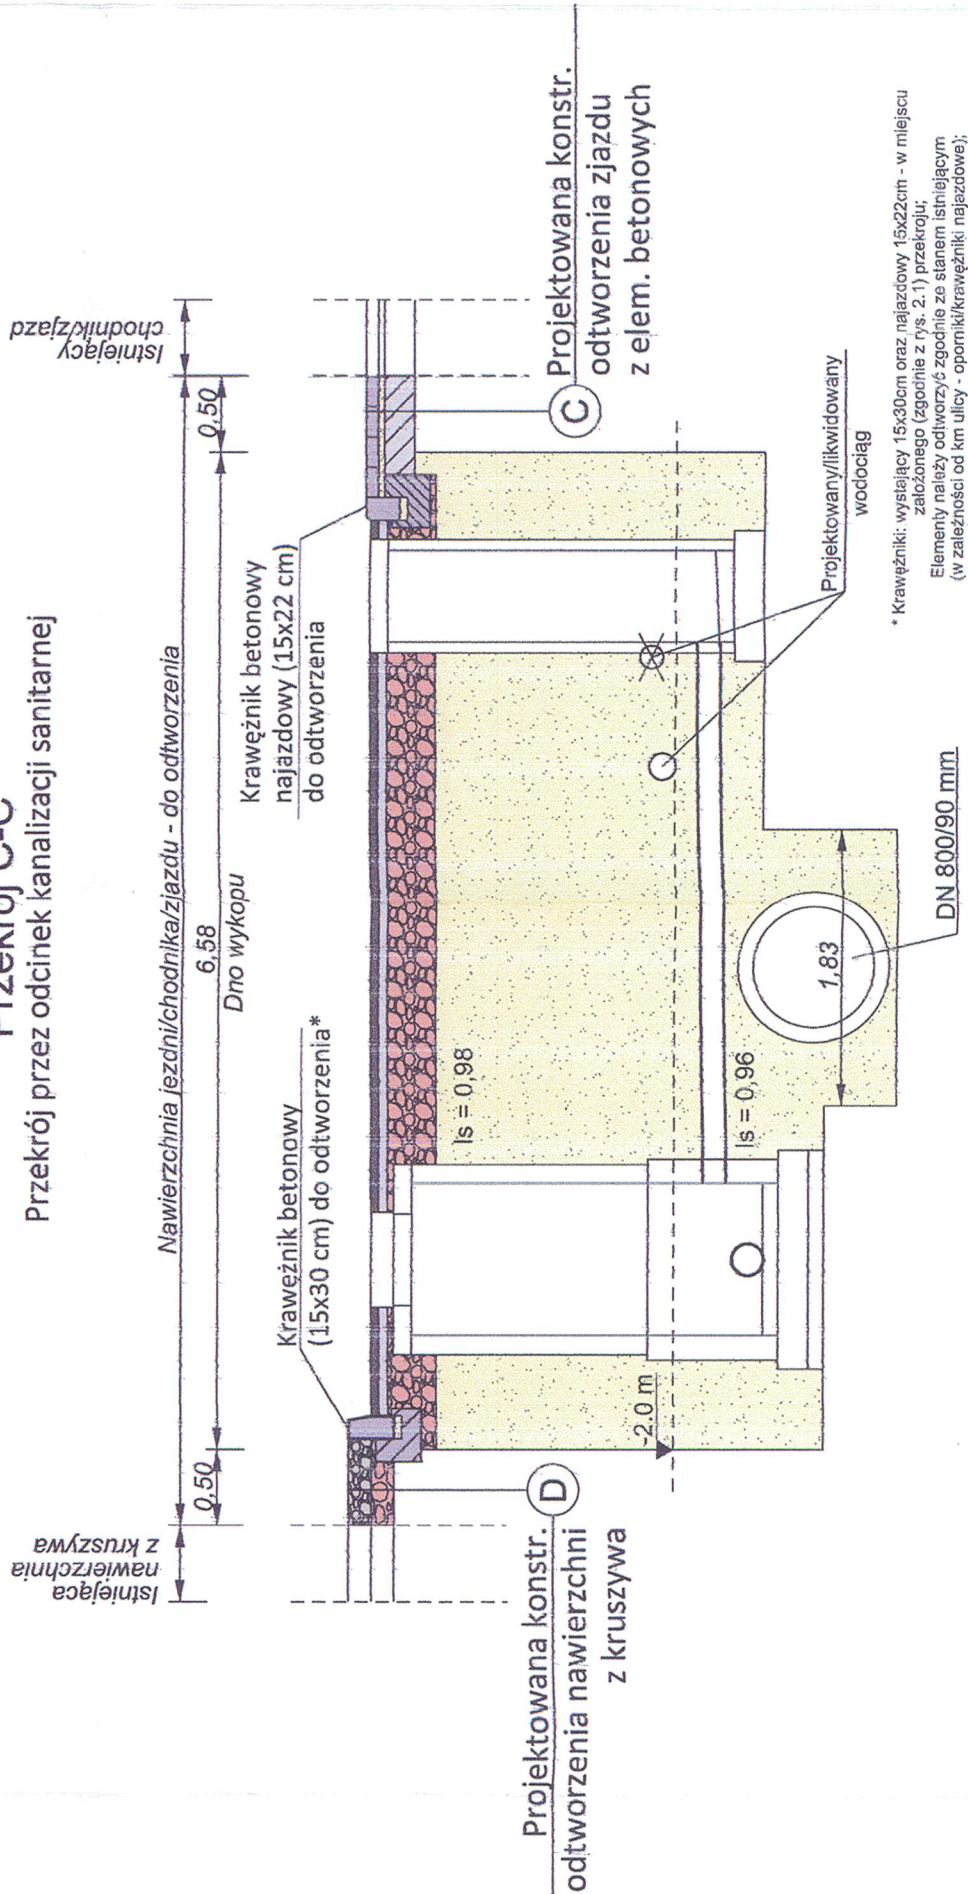 Przekrój C-C
Przekrój przez odcinek kanalizacji sanitarnej
Istniejąca
nawierzchnia
z kruszywa
Nawierzchnia jezdni/chodnika/zjazdu - do odtworzenia
Istniejący
chodnik/zjazd
0,50
6,58
0,50
Dno wykopu
Krawężnik betonowy
(15x30 cm) do odtworzenia*
Krawężnik betonowy
najazdowy (15x22 cm)
do odtworzenia
D
Projektowana konstr.
odtworzenia nawierzchni
z kruszywa
C
Projektowana konstr.
odtworzenia zjazdu
z elem. betonowych
Is = 0,98
-2.0 m
Is = 0,96
1,83
Projektowany/likwidowany
wodociąg
DN 800/90 mm
* Krawężniki: wystający 15x30cm oraz najazdowy 15x22cm - w miejscu
założonego (zgodnie z rys. 2.1) przekroju;
Elementy należy odtworzyć zgodnie ze stanem istniejącym
(w zależności od km ulicy - oporniki/krawężniki najazdowe);